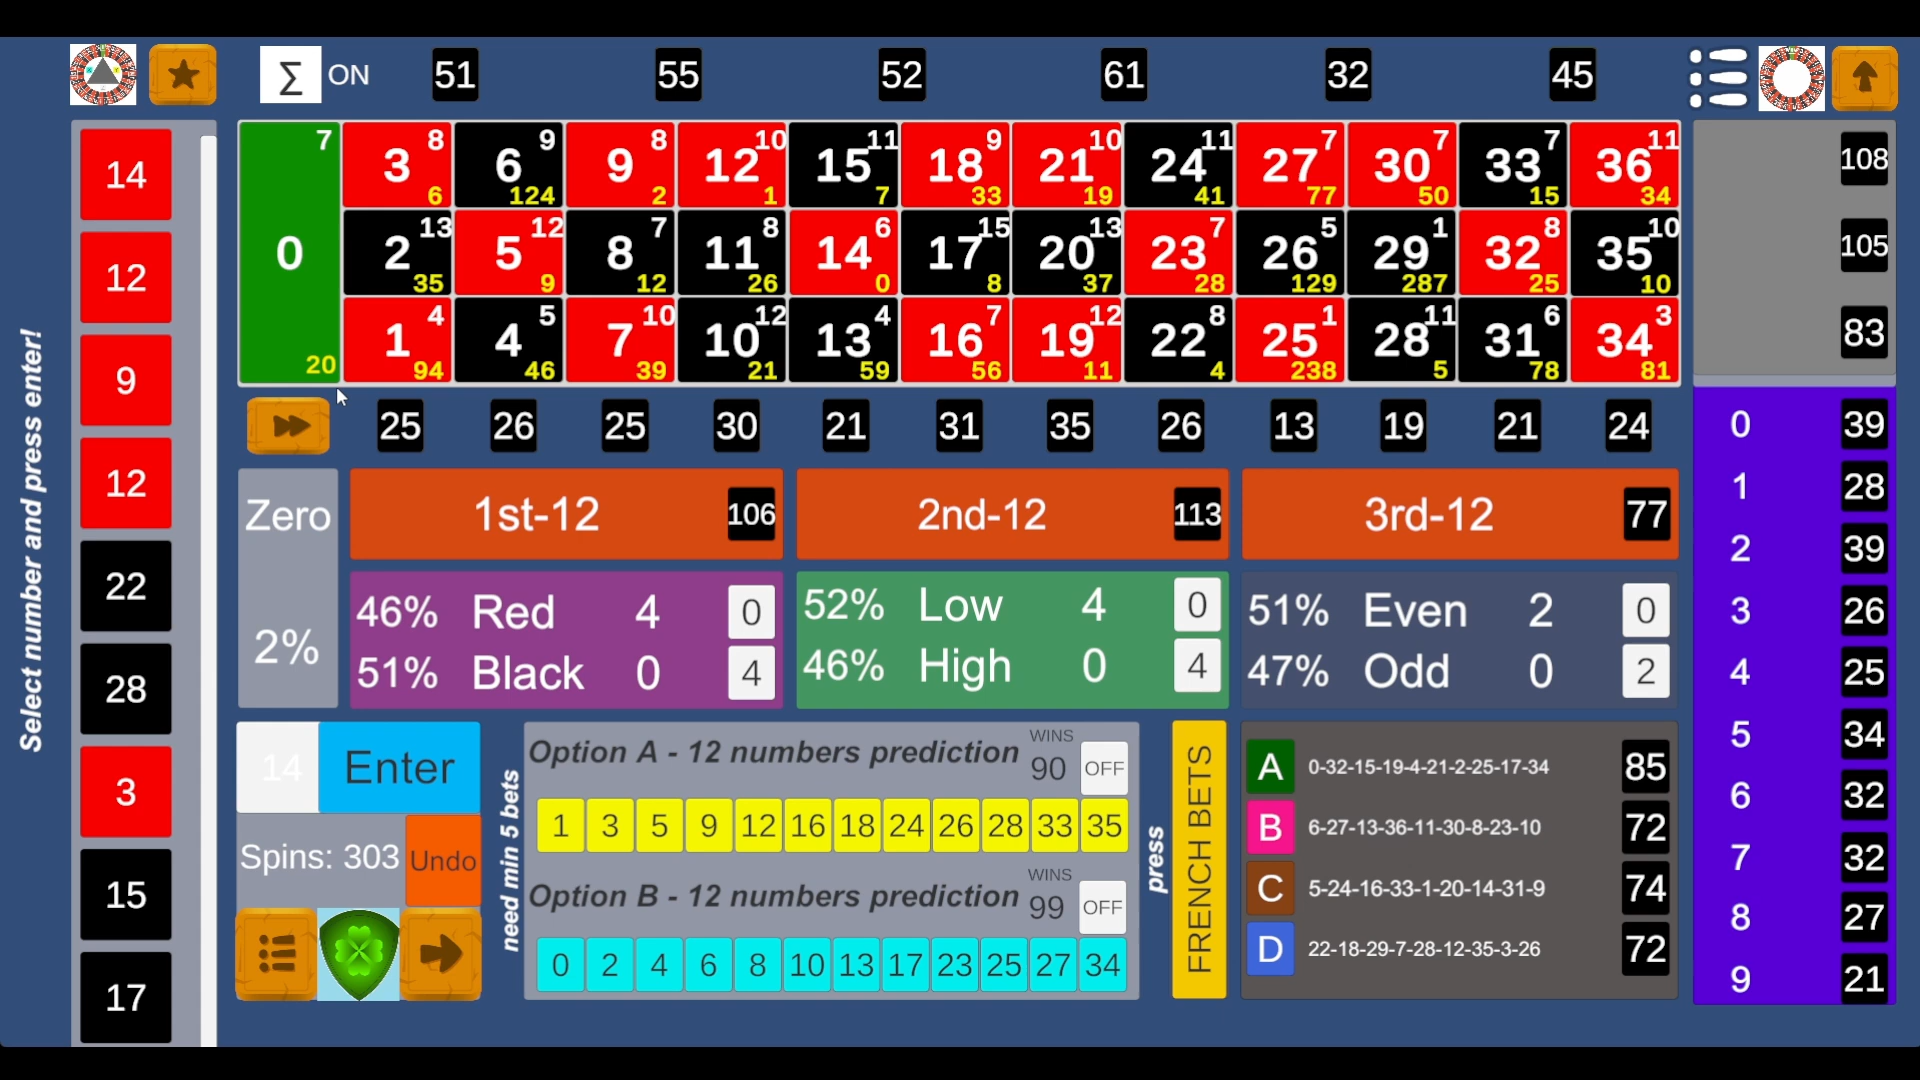 ∑ ON 51 55 52 61 32 45
Select number and press enter!
14
12
9
12
22
28
3
15
17
7
0
20
3 8 6
6 9 124
9 8 2
12 10 1
15 11 7
18 9 33
21 10 19
24 11 41
27 7 77
30 7 50
33 7 15
36 11 34
2 13 35
5 12 9
8 7 12
11 8 26
14 6 0
17 15 8
20 13 37
23 7 28
26 5 129
29 1 287
32 8 25
35 10 10
1 4 94
4 5 46
7 10 39
10 12 21
13 4 59
16 7 56
19 12 11
22 8 4
25 1 238
28 11 5
31 6 78
34 3 81
108
105
83
25 26 25 30 21 31 35 26 13 19 21 24
Zero
2%
1st-12 106
2nd-12 113
3rd-12 77
46% Red 4 0
51% Black 0 4
52% Low 4 0
46% High 0 4
51% Even 2 0
47% Odd 0 2
14 Enter
Spins: 303 Undo
need min 5 bets
Option A - 12 numbers prediction WINS 90 OFF
1 3 5 9 12 16 18 24 26 28 33 35
Option B - 12 numbers prediction WINS 99 OFF
0 2 4 6 8 10 13 17 23 25 27 34
press
FRENCH BETS
A 0-32-15-19-4-21-2-25-17-34 85
B 6-27-13-36-11-30-8-23-10 72
C 5-24-16-33-1-20-14-31-9 74
D 22-18-29-7-28-12-35-3-26 72
0 39
1 28
2 39
3 26
4 25
5 34
6 32
7 32
8 27
9 21